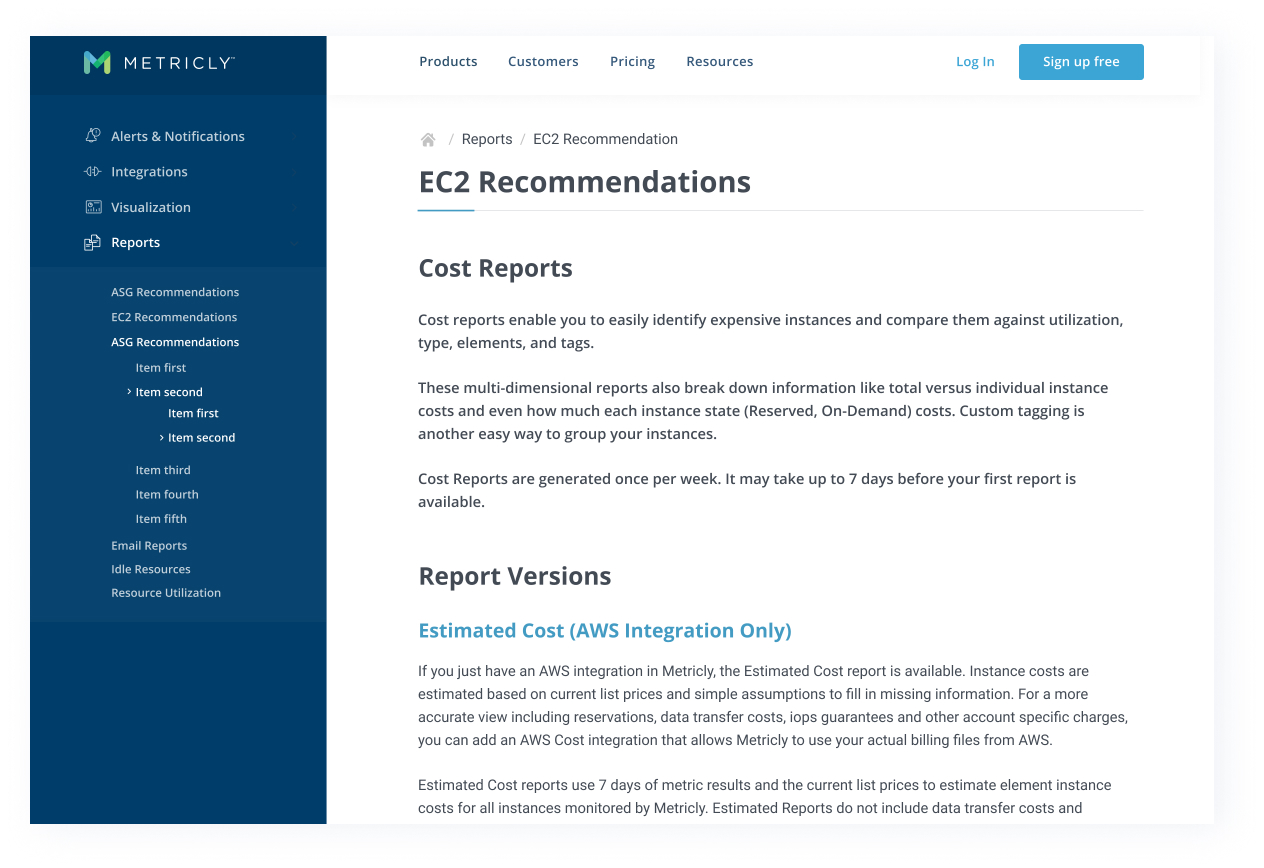 METRICLY™
Products Customers Pricing Resources Log In Sign up free
Alerts & Notifications
Integrations
Visualization
Reports
ASG Recommendations
EC2 Recommendations
ASG Recommendations
Item first
Item second
Item first
Item second
Item third
Item fourth
Item fifth
Email Reports
Idle Resources
Resource Utilization
/ Reports / EC2 Recommendation
EC2 Recommendations
Cost Reports
Cost reports enable you to easily identify expensive instances and compare them against utilization,
type, elements, and tags.
These multi-dimensional reports also break down information like total versus individual instance
costs and even how much each instance state (Reserved, On-Demand) costs. Custom tagging is
another easy way to group your instances.
Cost Reports are generated once per week. It may take up to 7 days before your first report is
available.
Report Versions
Estimated Cost (AWS Integration Only)
If you just have an AWS integration in Metricly, the Estimated Cost report is available. Instance costs are
estimated based on current list prices and simple assumptions to fill in missing information. For a more
accurate view including reservations, data transfer costs, iops guarantees and other account specific charges,
you can add an AWS Cost integration that allows Metricly to use your actual billing files from AWS.
Estimated Cost reports use 7 days of metric results and the current list prices to estimate element instance
costs for all instances monitored by Metricly. Estimated Reports do not include data transfer costs and